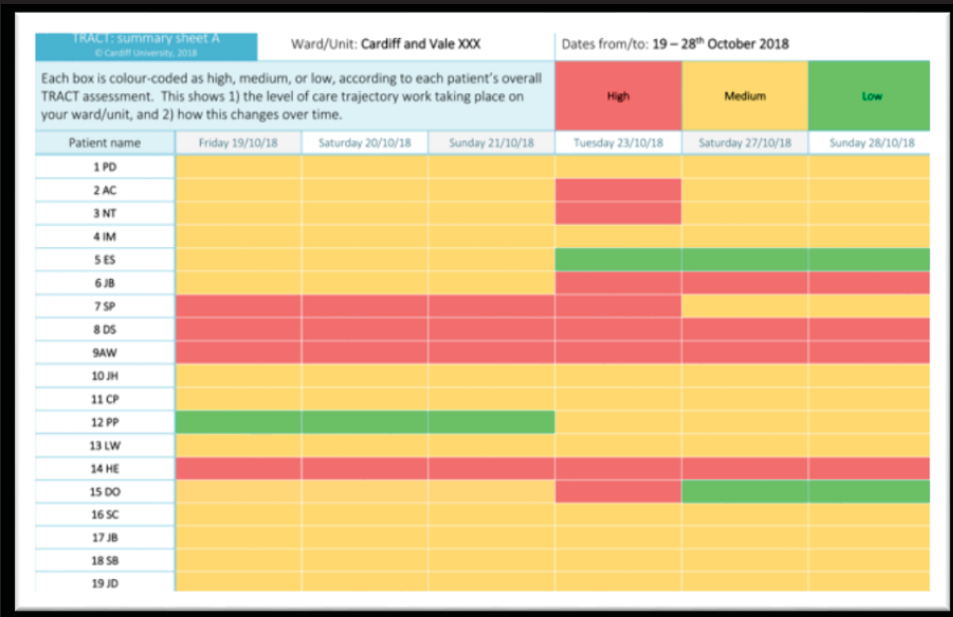 TRACT: summary sheet A
© Cardiff University, 2018
Ward/Unit: Cardiff and Vale XXX
Dates from/to: 19 – 28th October 2018
Each box is colour-coded as high, medium, or low, according to each patient's overall
TRACT assessment. This shows 1) the level of care trajectory work taking place on
your ward/unit, and 2) how this changes over time.
High
Medium
Low
Patient name
Friday 19/10/18
Saturday 20/10/18
Sunday 21/10/18
Tuesday 23/10/18
Saturday 27/10/18
Sunday 28/10/18
1 PD
2 AC
3 NT
4 IM
5 ES
6 JB
7 SP
8 DS
9AW
10 JH
11 CP
12 PP
13 LW
14 HE
15 DO
16 SC
17 JB
18 SB
19 JD